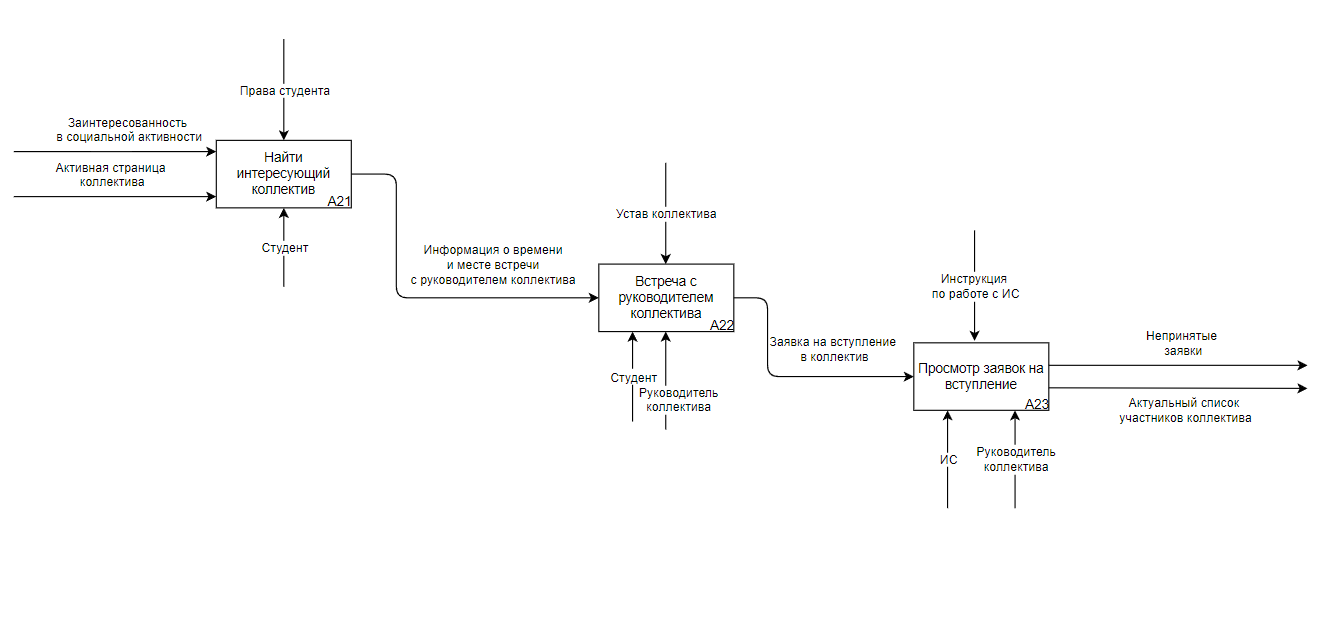 Права студента
Заинтересованность
в социальной активности
Активная страница
коллектива
Найти
интересующий
коллектив
A21
Студент
Информация о времени
и месте встречи
с руководителем коллектива
Устав коллектива
Встреча с
руководителем
коллектива
A22
Студент
Руководитель
коллектива
Заявка на вступление
в коллектив
Инструкция
по работе с ИС
Просмотр заявок на
вступление
A23
ИС
Руководитель
коллектива
Непринятые
заявки
Актуальный список
участников коллектива